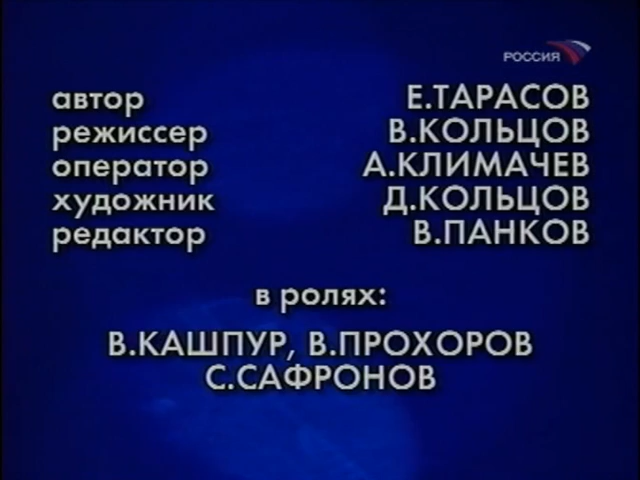 РОССИЯ
автор Е.ТАРАСОВ
режиссер В.КОЛЬЦОВ
оператор А.КЛИМАЧЕВ
художник Д.КОЛЬЦОВ
редактор В.ПАНКОВ
в ролях:
В.КАШПУР, В.ПРОХОРОВ
С.САФРОНОВ